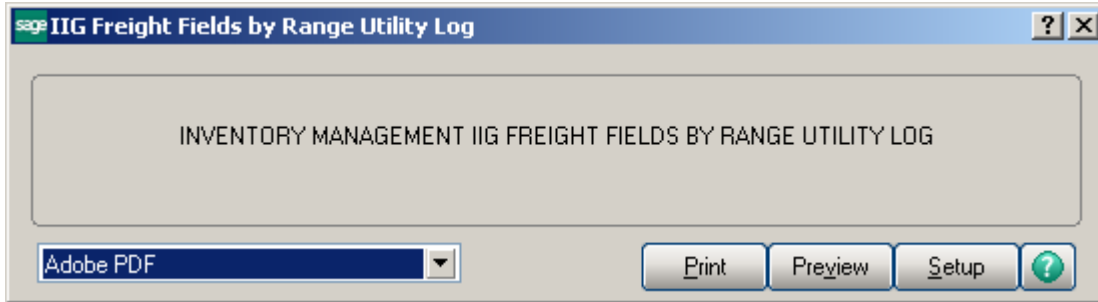 sage IIG Freight Fields by Range Utility Log ? X
INVENTORY MANAGEMENT IIG FREIGHT FIELDS BY RANGE UTILITY LOG
Adobe PDF Print Preview Setup ?